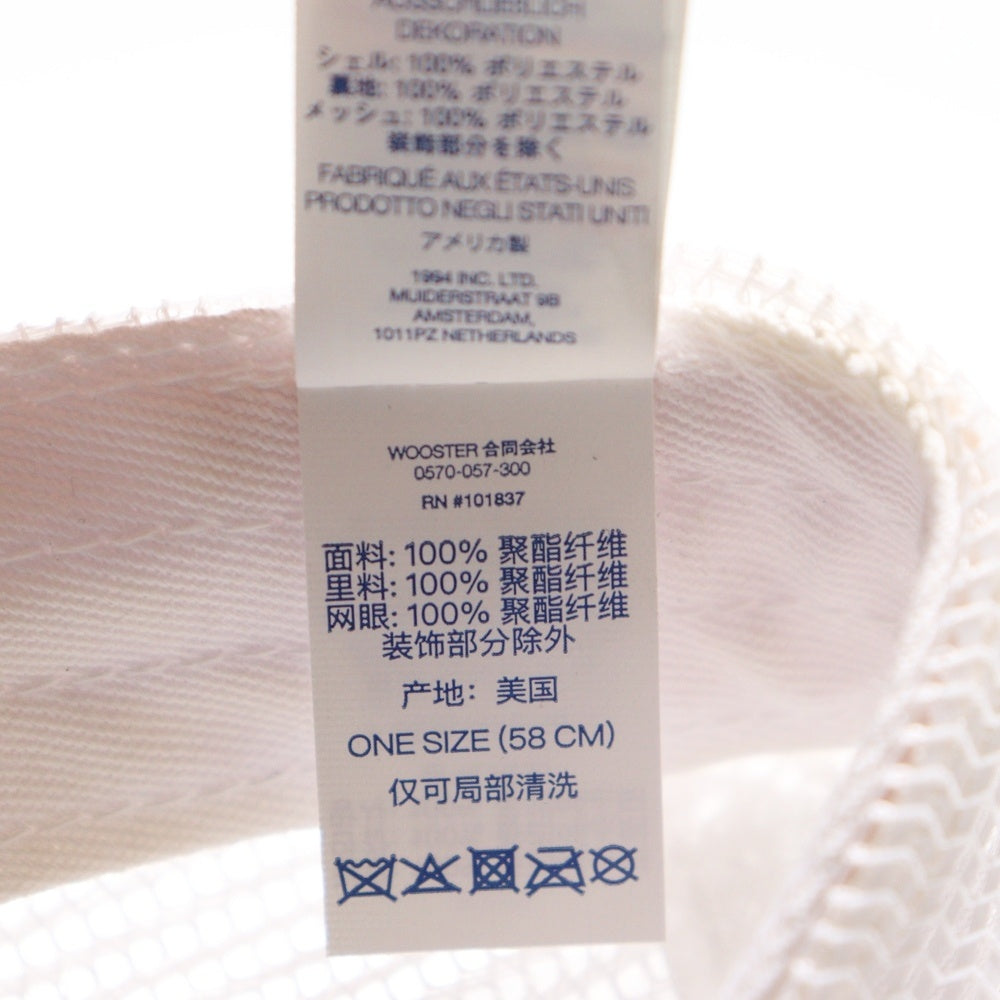 AUSSCHLIEẞLICH
DEKORATION
シェル: 100% ポリエステル
裏地: 100% ポリエステル
メッシュ: 100% ポリエステル
装飾部分を除く
FABRIQUÉ AUX ÉTATS-UNIS
PRODOTTO NEGLI STATI UNITI
アメリカ製
1994 INC. LTD.
MUIDERSTRAAT 9B
AMSTERDAM,
1011PZ NETHERLANDS
WOOSTER 合同会社
0570-057-300
RN #101837
面料: 100% 聚酯纤维
里料: 100% 聚酯纤维
网眼: 100% 聚酯纤维
装饰部分除外
产地: 美国
ONE SIZE (58 CM)
仅可局部清洗